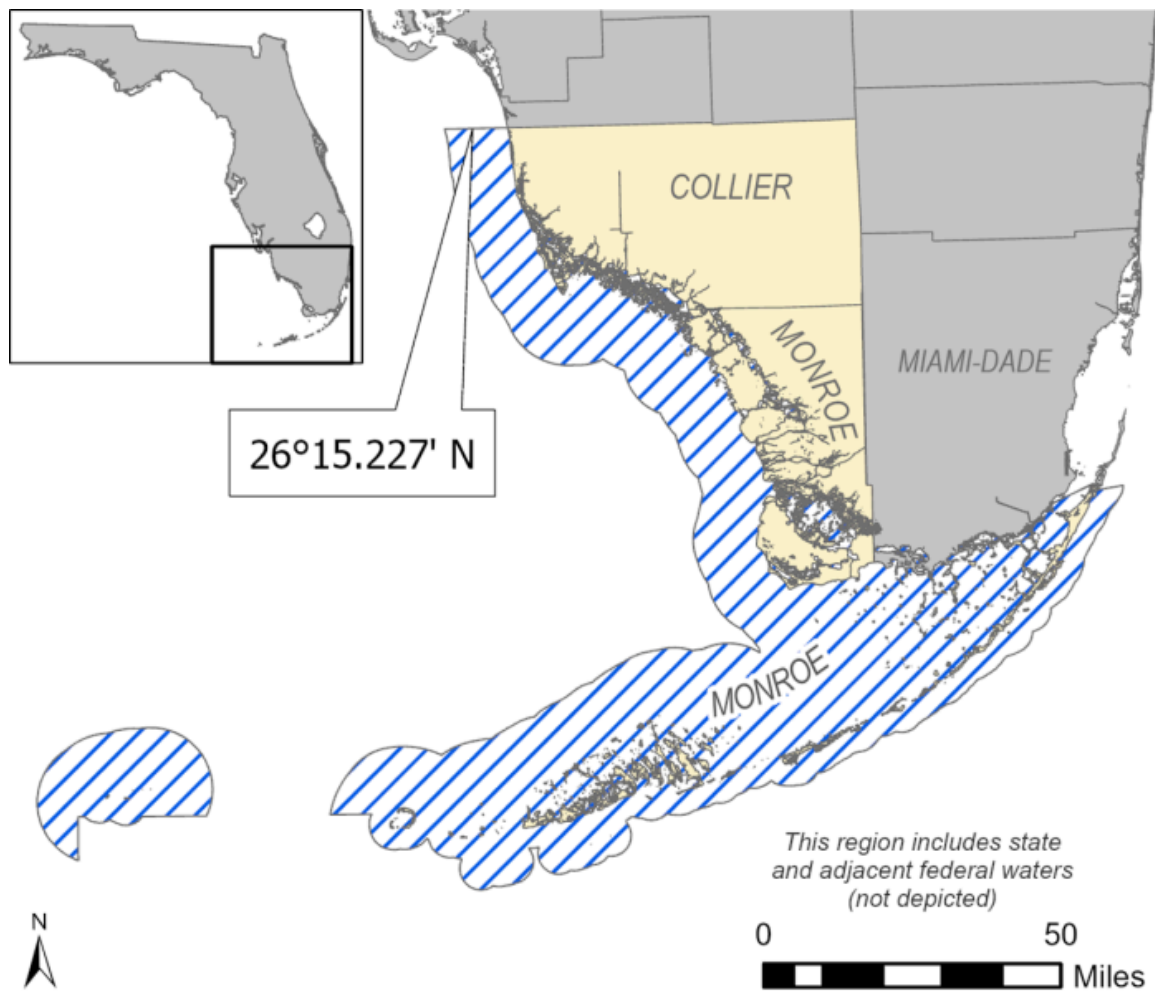 COLLIER
MONROE
MIAMI-DADE
26°15.227' N
MONROE
This region includes state
and adjacent federal waters
(not depicted)
N
0 50
Miles